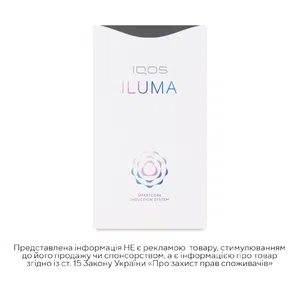 IQOS
ILUMA
SMARTCORE
INDUCTION SYSTEM™
Представлена інформація НЕ є рекламою товару, стимулюванням
до його продажу чи спонсорством, а є інформацією про товар
згідно із ст. 15 Закону України «Про захист прав споживачів»